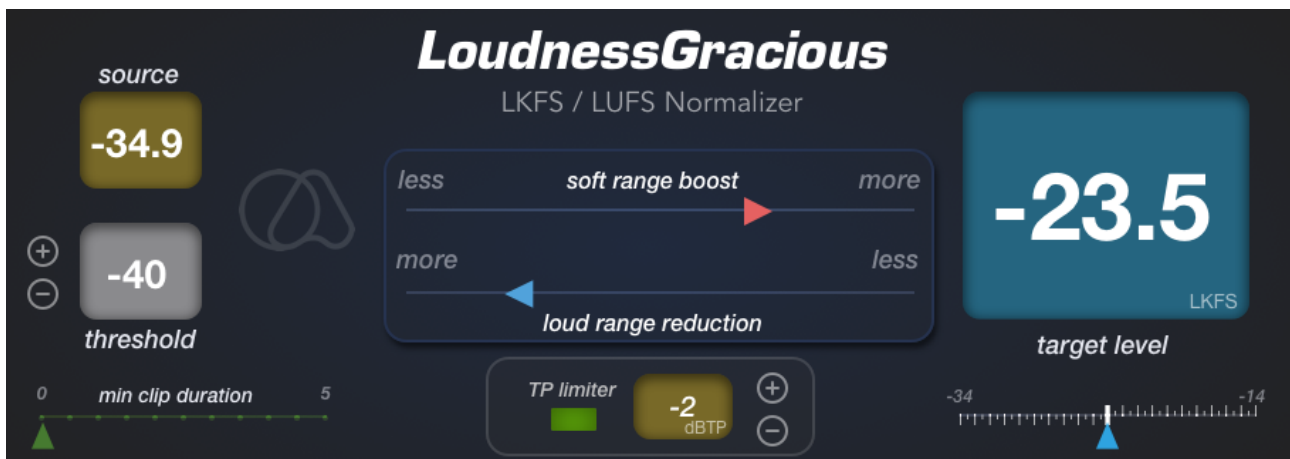 LoudnessGracious
LKFS / LUFS Normalizer
source
-34.9
-40
threshold
0 min clip duration 5
less soft range boost more
more less
loud range reduction
TP limiter
-2
dBTP
-23.5
LKFS
target level
-34 -14